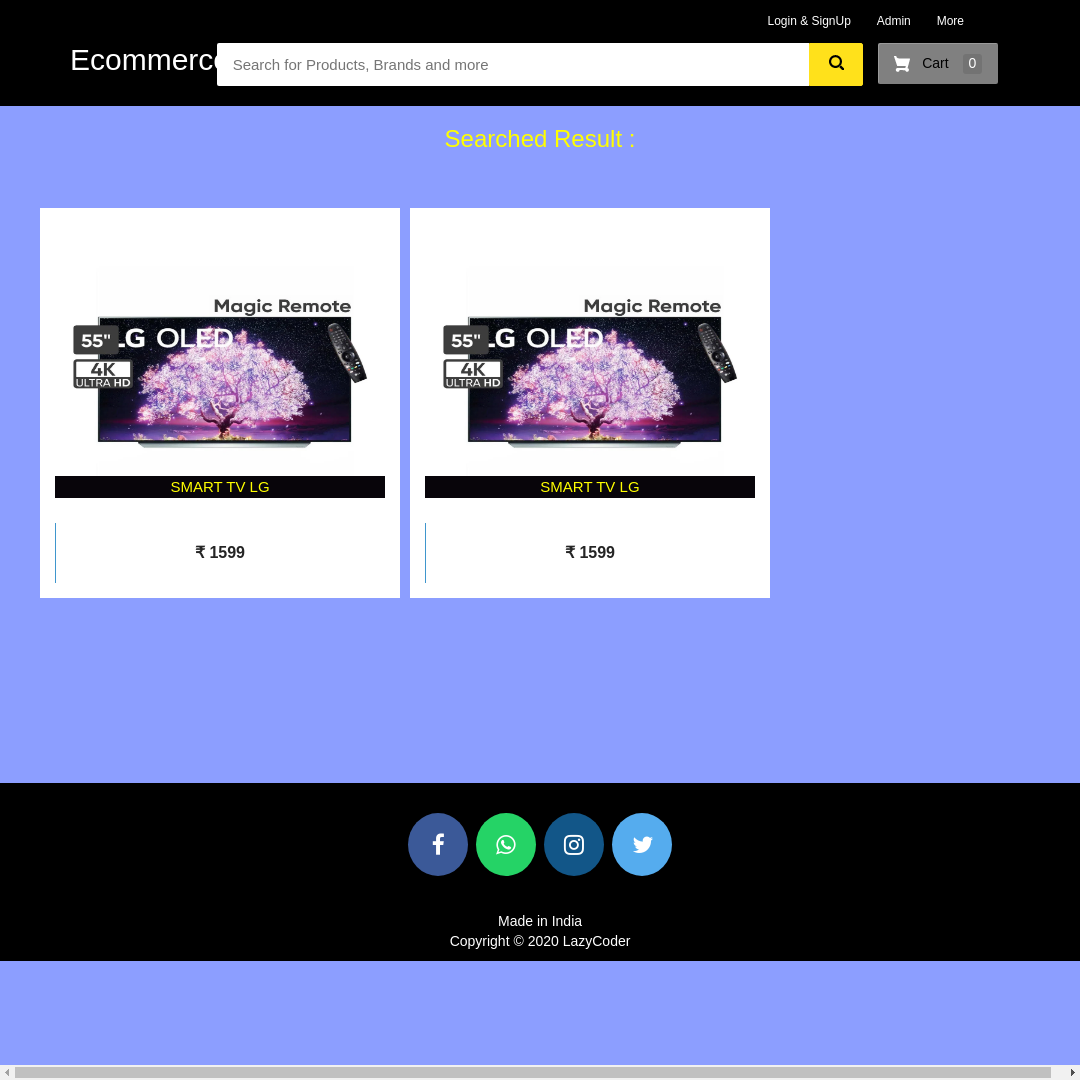 Login & SignUp Admin More
Ecommerce
Search for Products, Brands and more
Cart 0
Searched Result :
Magic Remote
LG OLED
55"
4K
ULTRA HD
SMART TV LG
₹ 1599
Magic Remote
LG OLED
55"
4K
ULTRA HD
SMART TV LG
₹ 1599
Made in India
Copyright © 2020 LazyCoder